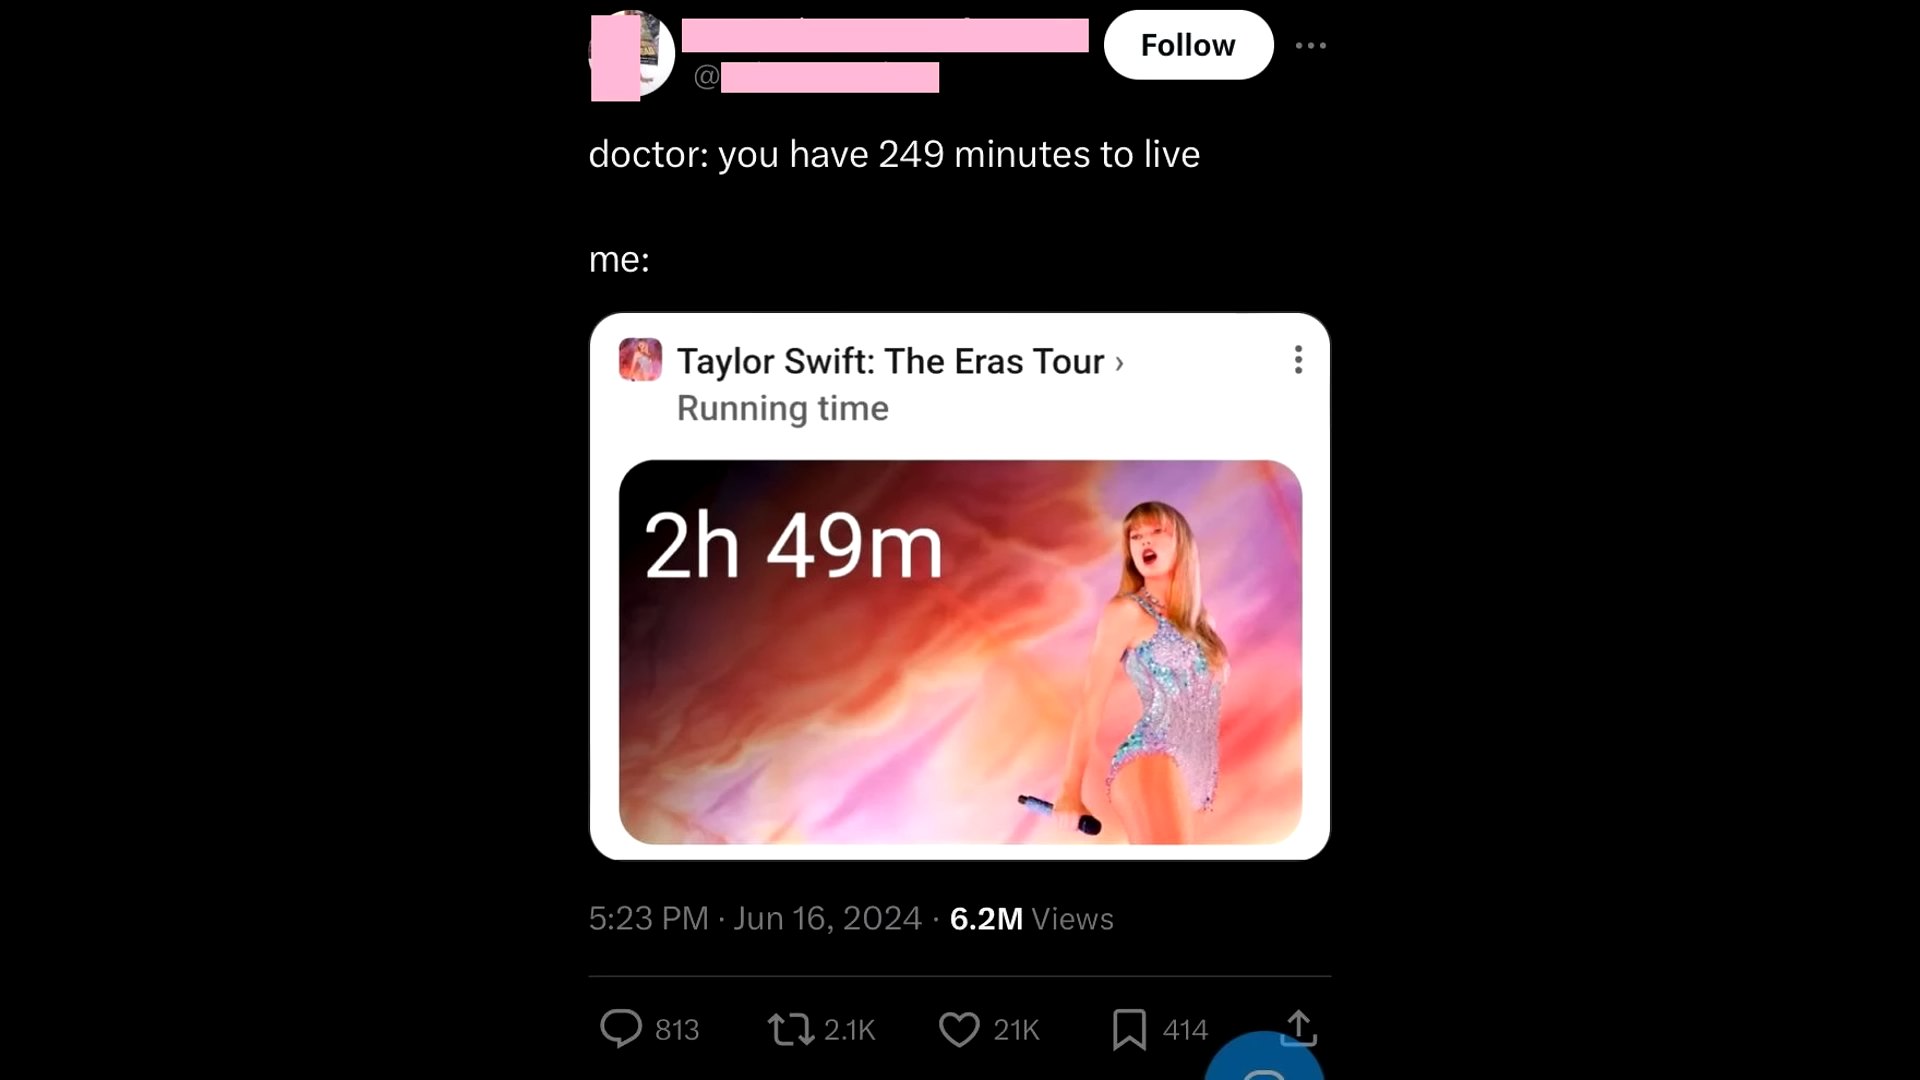 Follow
@
doctor: you have 249 minutes to live
me:
Taylor Swift: The Eras Tour ›
Running time
2h 49m
5:23 PM · Jun 16, 2024 · 6.2M Views
813 2.1K 21K 414